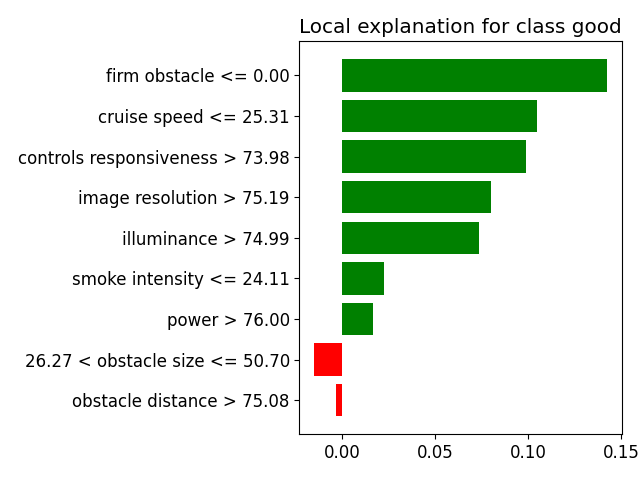 Local explanation for class good
firm obstacle <= 0.00
cruise speed <= 25.31
controls responsiveness > 73.98
image resolution > 75.19
illuminance > 74.99
smoke intensity <= 24.11
power > 76.00
26.27 < obstacle size <= 50.70
obstacle distance > 75.08
0.00 0.05 0.10 0.15